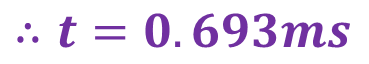 ∴ t = 0.693ms